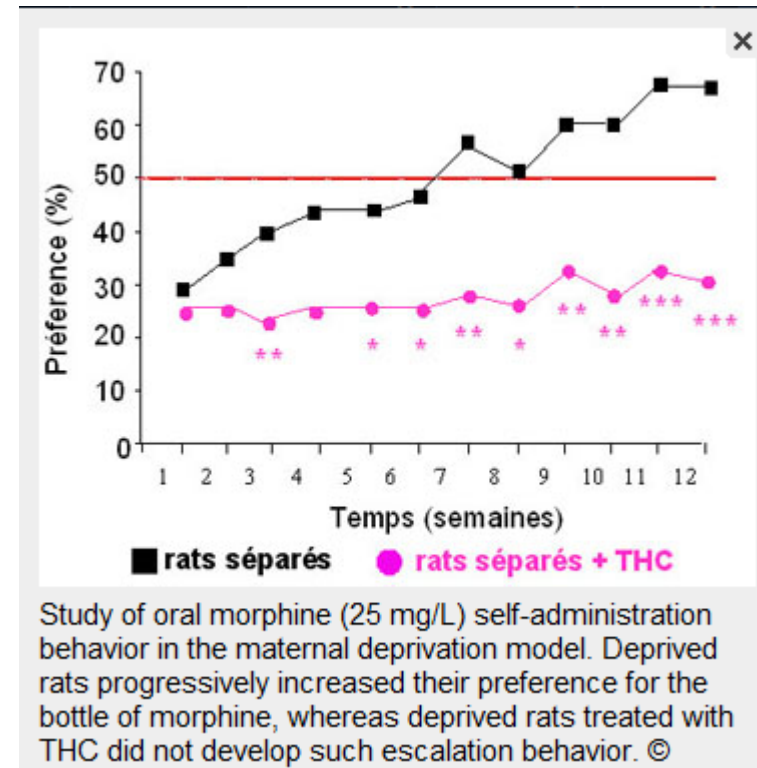 ×
70
60
50
40
30
20
10
0
Préference (%)
** * * ** * ** ** *** ***
1 2 3 4 5 6 7 8 9 10 11 12
Temps (semaines)
rats séparés rats séparés + THC
Study of oral morphine (25 mg/L) self-administration
behavior in the maternal deprivation model. Deprived
rats progressively increased their preference for the
bottle of morphine, whereas deprived rats treated with
THC did not develop such escalation behavior. ©